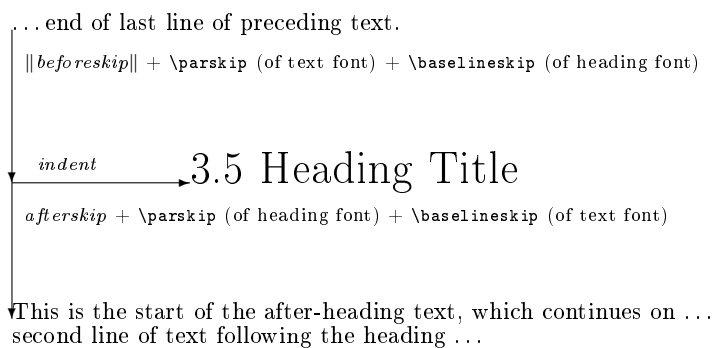 ...end of last line of preceding text.
||beforeskip|| + \parskip (of text font) + \baselineskip (of heading font)
indent
3.5 Heading Title
afterskip + \parskip (of heading font) + \baselineskip (of text font)
This is the start of the after-heading text, which continues on ...
second line of text following the heading ...